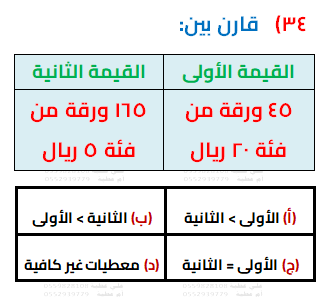 ٣٤) قارن بين:
القيمة الأولى
القيمة الثانية
٤٥ ورقة من
فئة ٢٠ ريال
١٦٥ ورقة من
فئة ٥ ريال
(أ) الأولى > الثانية
(ب) الثانية > الأولى
(ج) الأولى = الثانية
(د) معطيات غير كافية